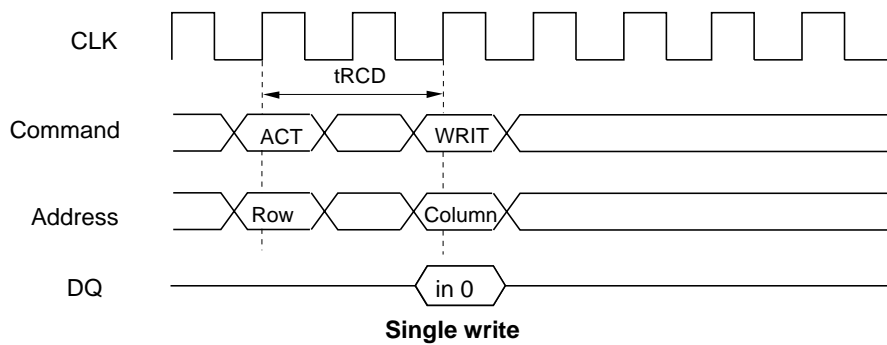 CLK
tRCD
Command ACT WRIT
Address Row Column
DQ in 0
Single write